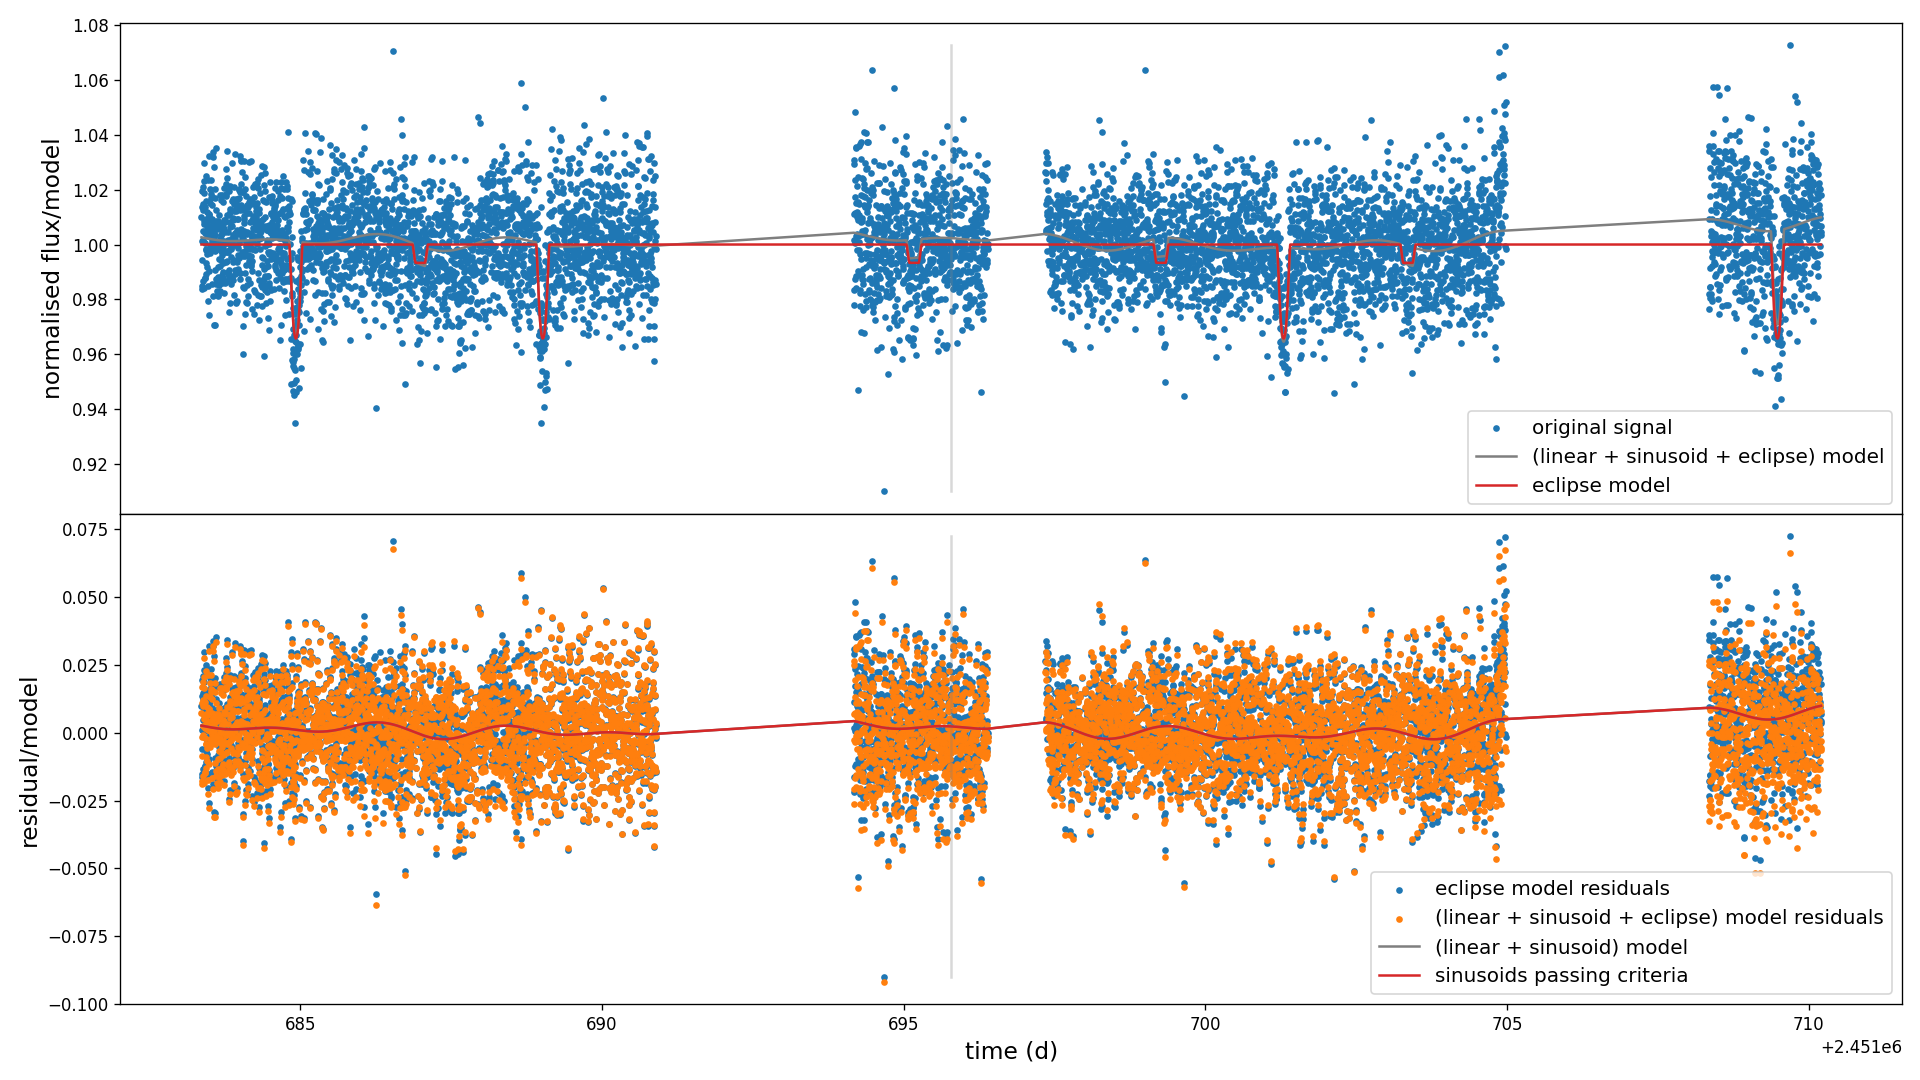 1.08
1.06
1.04
1.02
1.00
0.98
0.96
0.94
0.92
normalised flux/model
original signal
(linear + sinusoid + eclipse) model
eclipse model
0.075
0.050
0.025
0.000
−0.025
−0.050
−0.075
−0.100
residual/model
eclipse model residuals
(linear + sinusoid + eclipse) model residuals
(linear + sinusoid) model
sinusoids passing criteria
685 690 695 700 705 710
time (d)
+2.451e6